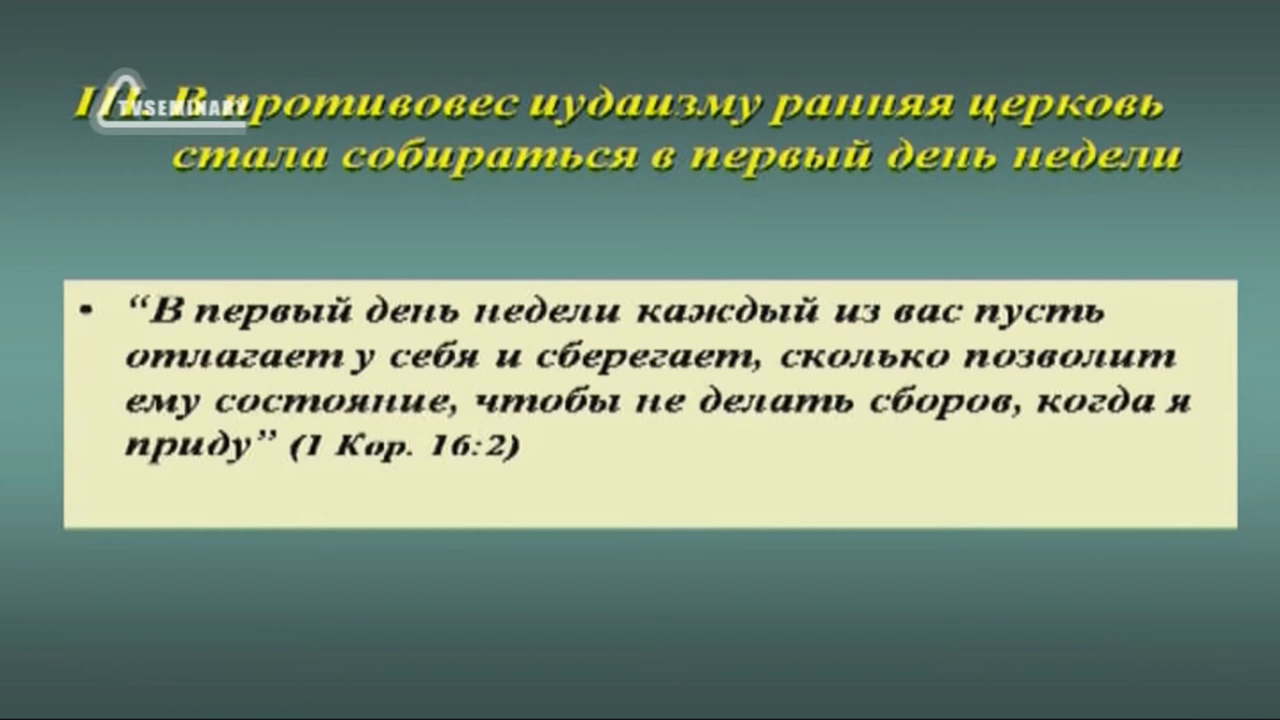 III. В противовес иудаизму ранняя церковь
стала собираться в первый день недели
TVSEMINARY
• “В первый день недели каждый из вас пусть
отлагает у себя и сберегает, сколько позволит
ему состояние, чтобы не делать сборов, когда я
приду” (1 Кор. 16:2)